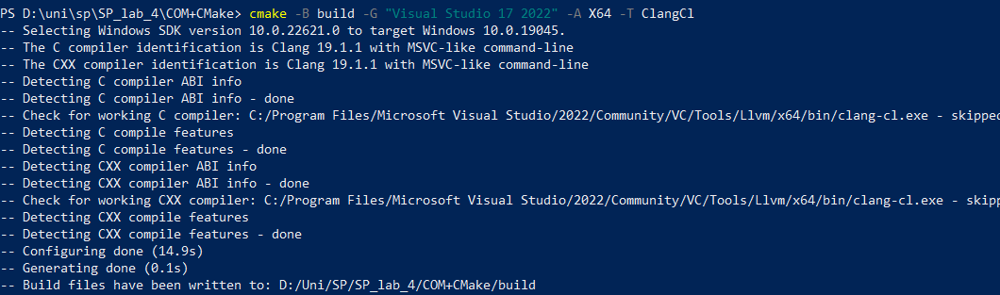 PS D:\uni\sp\SP_lab_4\COM+CMake> cmake -B build -G "Visual Studio 17 2022" -A X64 -T ClangCl
-- Selecting Windows SDK version 10.0.22621.0 to target Windows 10.0.19045.
-- The C compiler identification is Clang 19.1.1 with MSVC-like command-line
-- The CXX compiler identification is Clang 19.1.1 with MSVC-like command-line
-- Detecting C compiler ABI info
-- Detecting C compiler ABI info - done
-- Check for working C compiler: C:/Program Files/Microsoft Visual Studio/2022/Community/VC/Tools/Llvm/x64/bin/clang-cl.exe - skipped
-- Detecting C compile features
-- Detecting C compile features - done
-- Detecting CXX compiler ABI info
-- Detecting CXX compiler ABI info - done
-- Check for working CXX compiler: C:/Program Files/Microsoft Visual Studio/2022/Community/VC/Tools/Llvm/x64/bin/clang-cl.exe - skipp
-- Detecting CXX compile features
-- Detecting CXX compile features - done
-- Configuring done (14.9s)
-- Generating done (0.1s)
-- Build files have been written to: D:/Uni/SP/SP_lab_4/COM+CMake/build